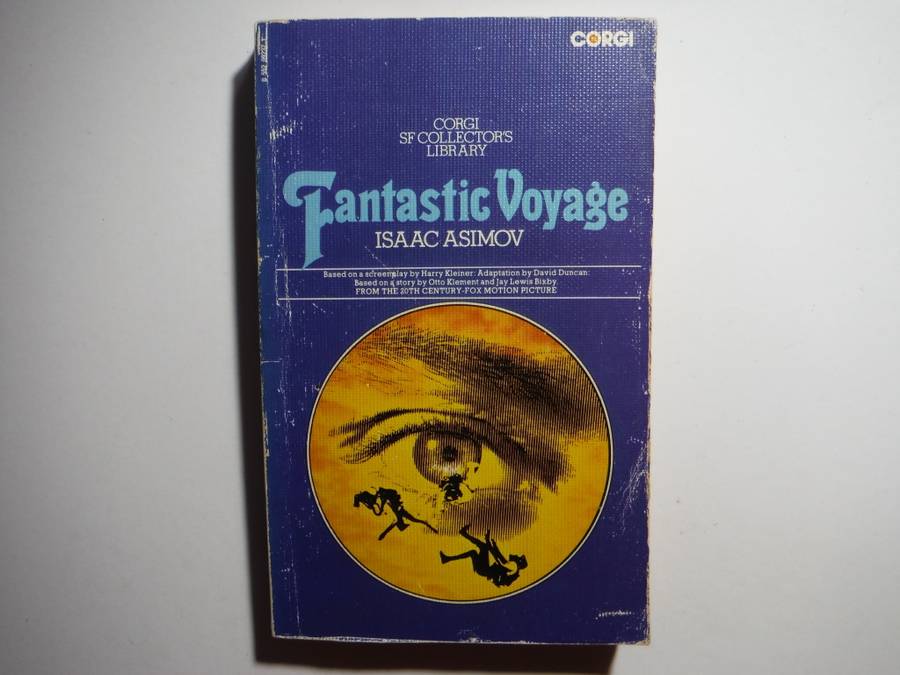 CORGI
CORGI
SF COLLECTOR'S
LIBRARY
Fantastic Voyage
ISAAC ASIMOV
Based on a screenplay by Harry Kleiner: Adaptation by David Duncan:
Based on a story by Otto Klement and Jay Lewis Bixby.
FROM THE 20TH CENTURY-FOX MOTION PICTURE